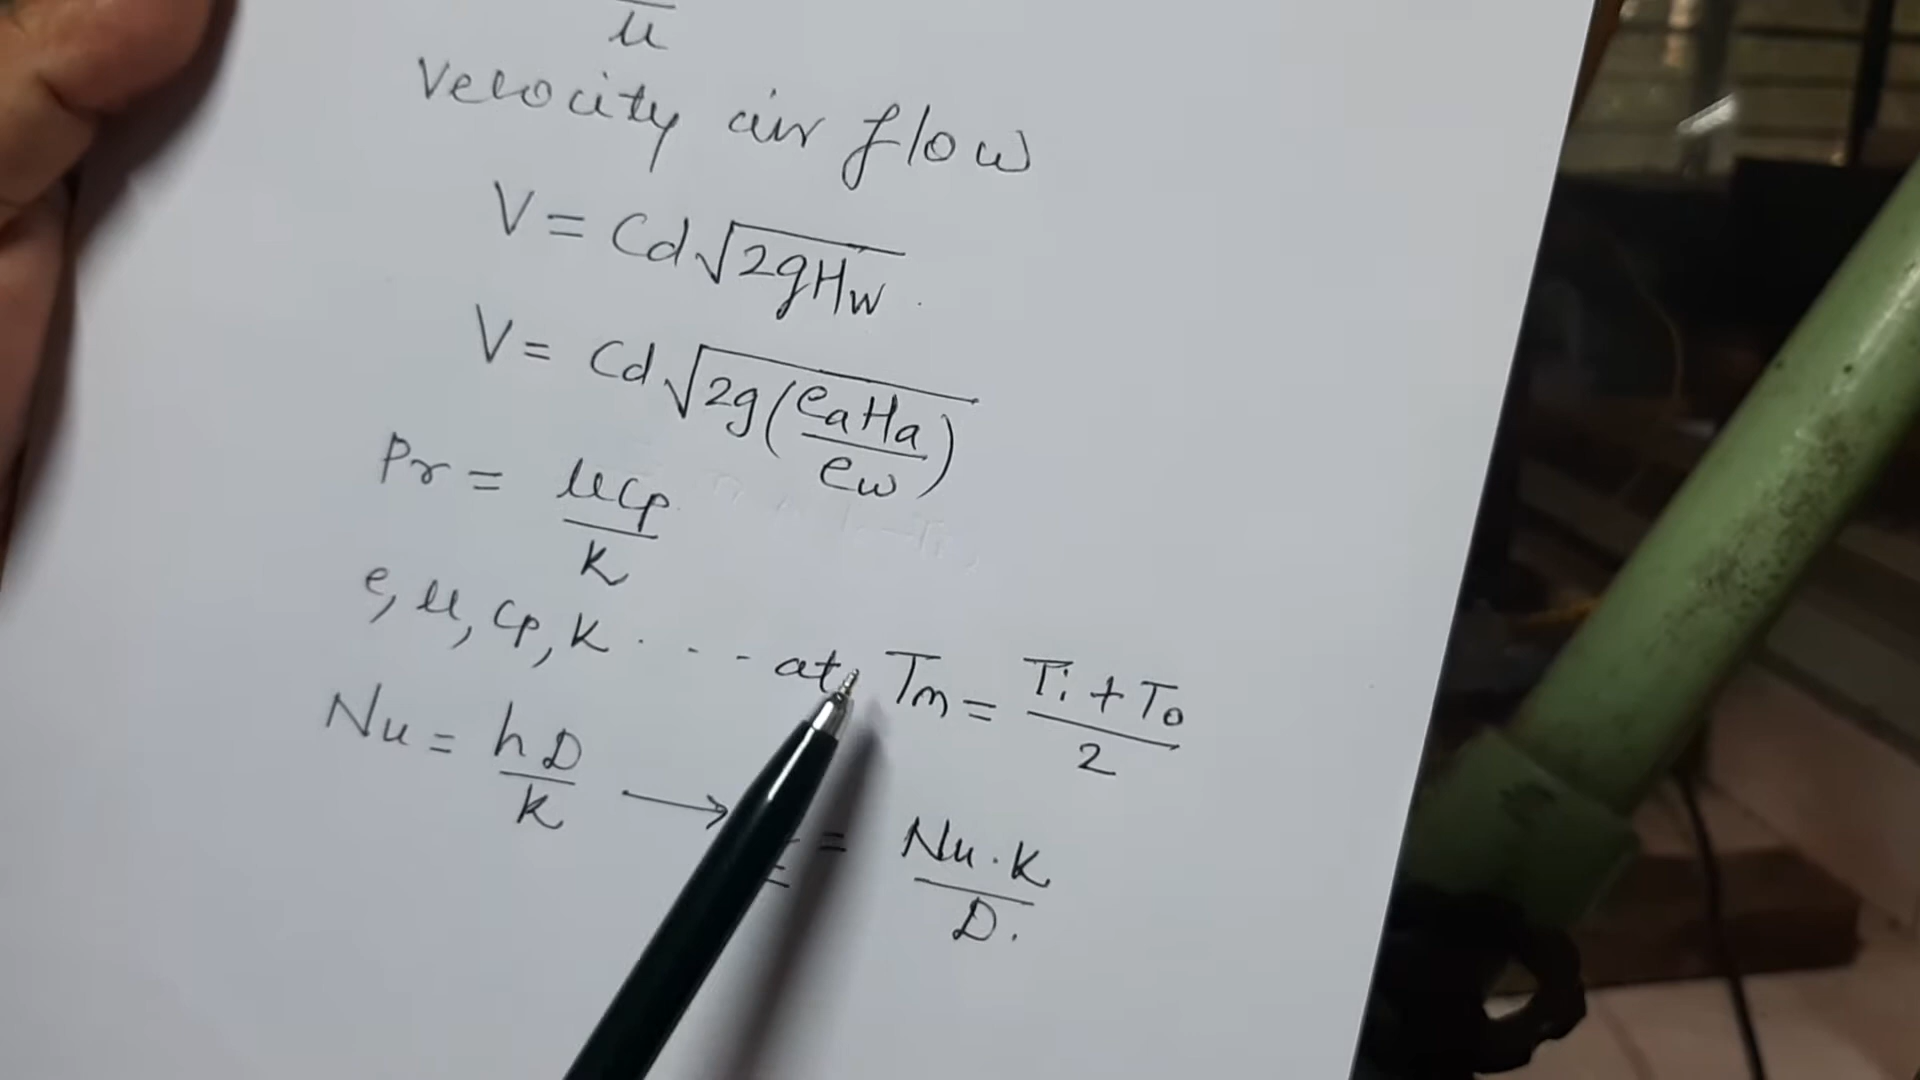 μ
Velocity air flow
V = Cd √2gHw
V = Cd √2g(ρaHa/ρw)
Pr = μCp/k
ρ, μ, Cp, k . - - at Tm = Ti + To/2
Nu = hD/k → = Nu . k/D.